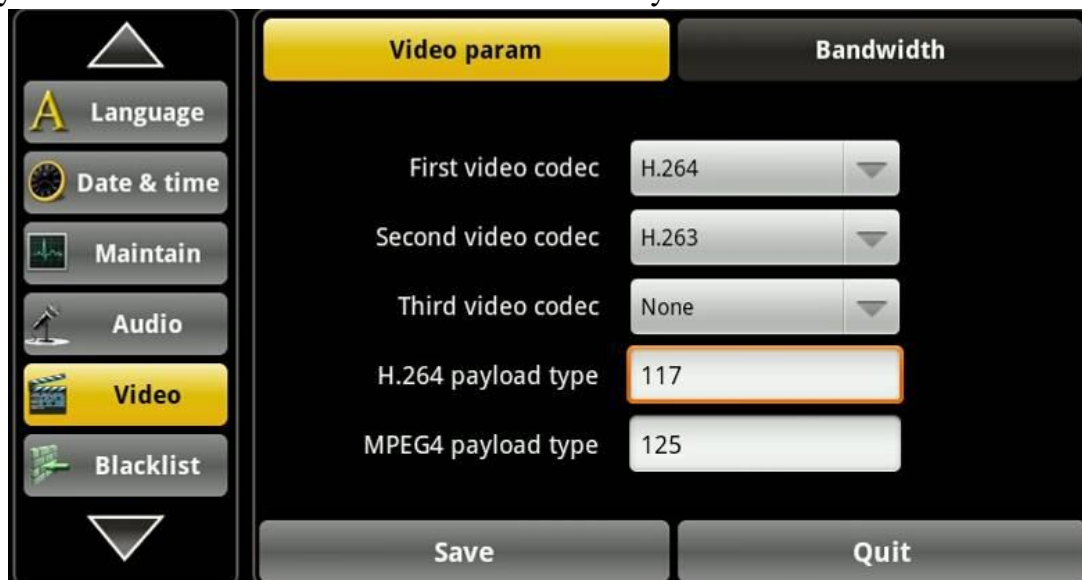 Video param
Bandwidth
Language
Date & time
Maintain
Audio
Video
Blacklist
First video codec H.264
Second video codec H.263
Third video codec None
H.264 payload type 117
MPEG4 payload type 125
Save
Quit